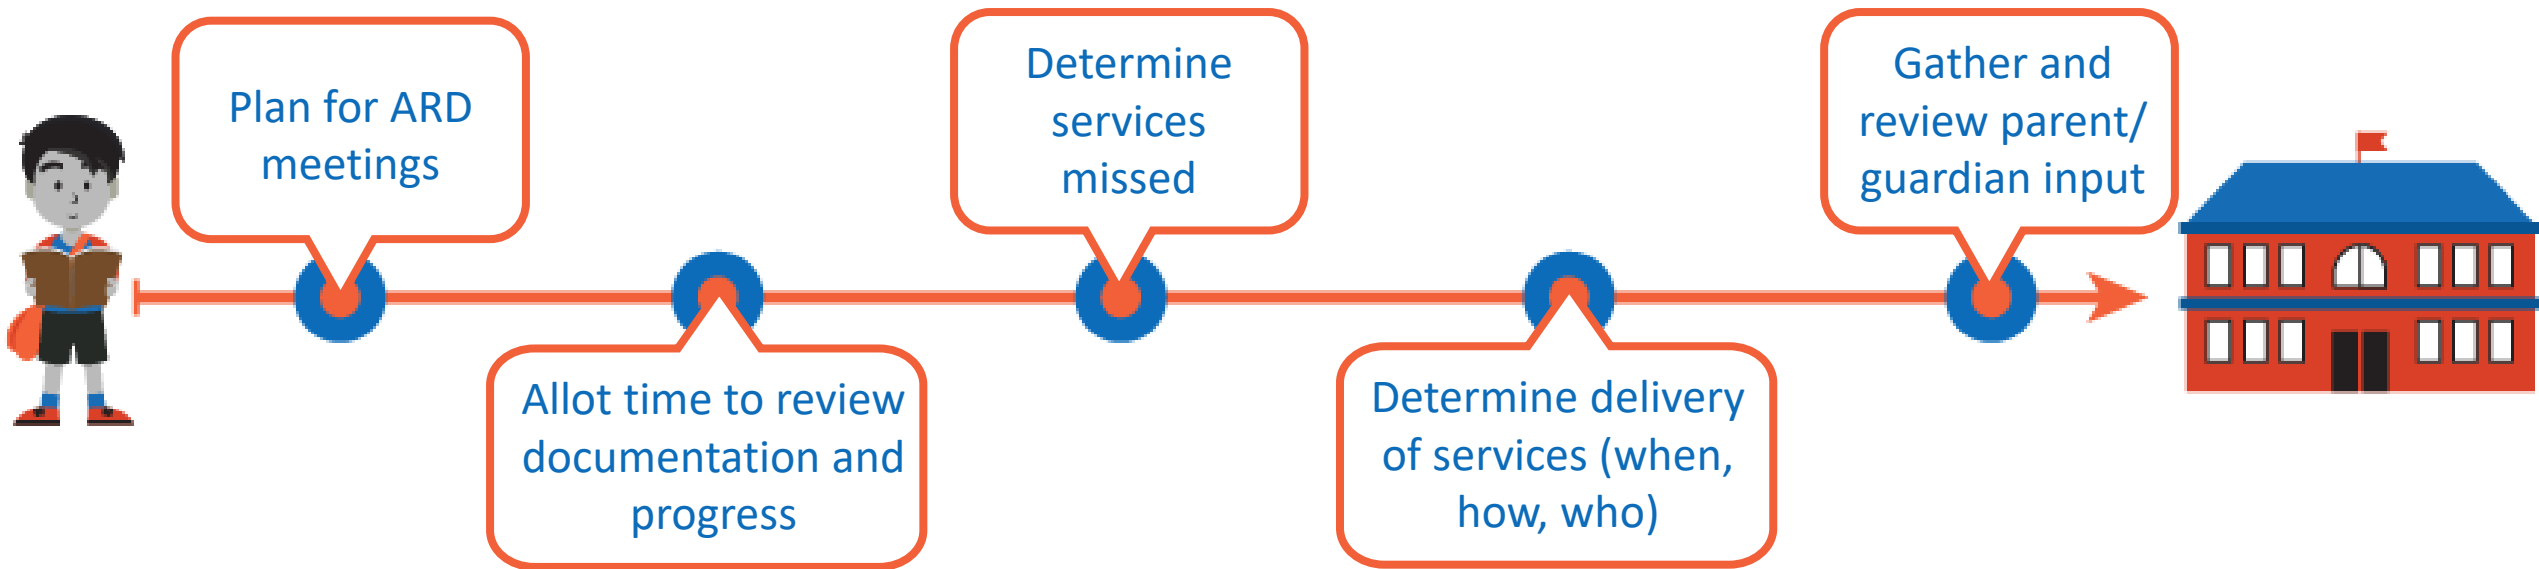 Plan for ARD
meetings
Allot time to review
documentation and
progress
Determine
services
missed
Determine delivery
of services (when,
how, who)
Gather and
review parent/
guardian input